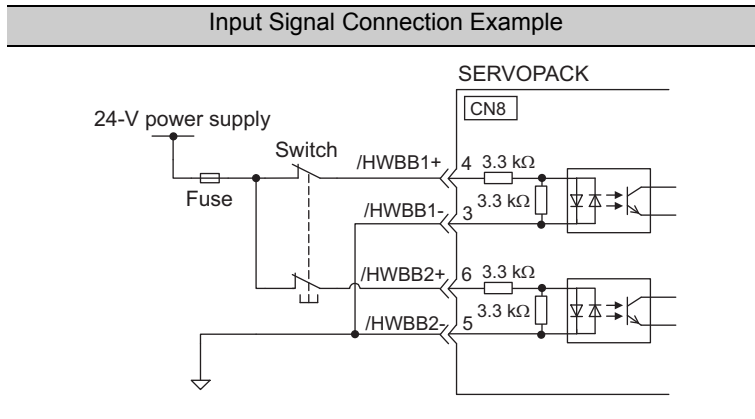 Input Signal Connection Example
SERVOPACK
CN8
24-V power supply
Switch
Fuse
/HWBB1+
4
3.3 kΩ
/HWBB1-
3
3.3 kΩ
/HWBB2+
6
3.3 kΩ
/HWBB2-
5
3.3 kΩ